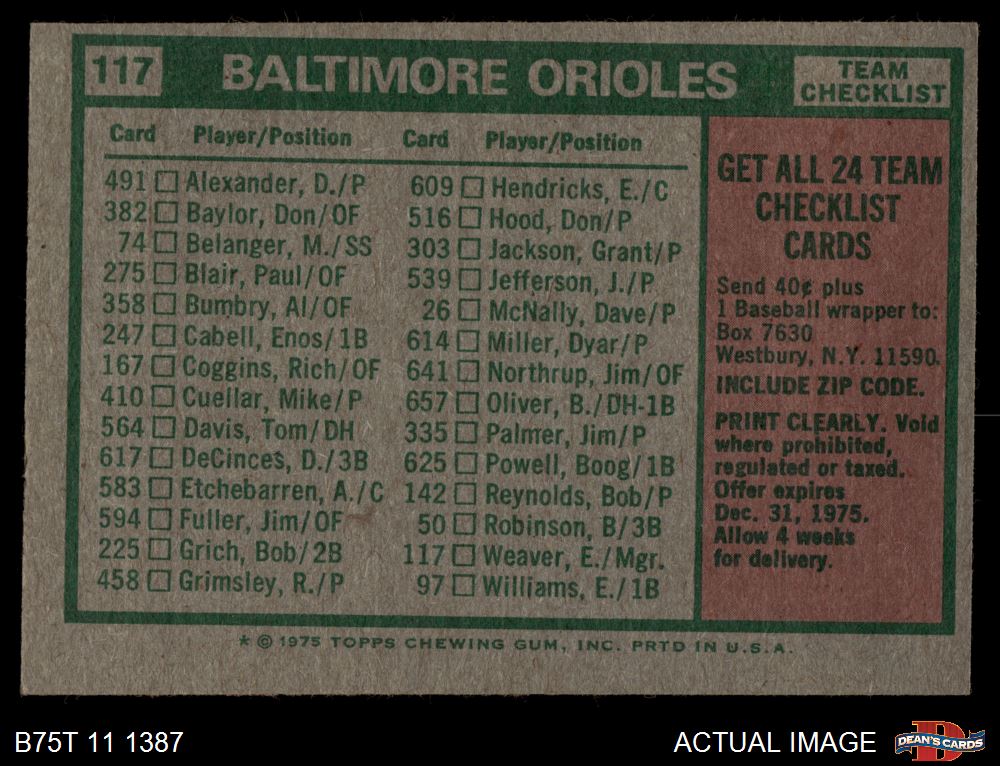 117 BALTIMORE ORIOLES TEAM CHECKLIST
Card Player/Position
491 Alexander, D./P
382 Baylor, Don/OF
74 Belanger, M./SS
275 Blair, Paul/OF
358 Bumbry, Al/OF
247 Cabell, Enos/1B
167 Coggins, Rich/OF
410 Cuellar, Mike/P
564 Davis, Tom/DH
617 DeCinces, D./3B
583 Etchebarren, A./C
594 Fuller, Jim/OF
225 Grich, Bob/2B
458 Grimsley, R./P
Card Player/Position
609 Hendricks, E./C
516 Hood, Don/P
303 Jackson, Grant/P
539 Jefferson, J./P
26 McNally, Dave/P
614 Miller, Dyar/P
641 Northrup, Jim/OF
657 Oliver, B./DH-1B
335 Palmer, Jim/P
625 Powell, Boog/1B
142 Reynolds, Bob/P
50 Robinson, B/3B
117 Weaver, E./Mgr.
97 Williams, E./1B
GET ALL 24 TEAM
CHECKLIST
CARDS
Send 40¢ plus
1 Baseball wrapper to:
Box 7630
Westbury, N.Y. 11590.
INCLUDE ZIP CODE.
PRINT CLEARLY. Void
where prohibited,
regulated or taxed.
Offer expires
Dec. 31, 1975.
Allow 4 weeks
for delivery.
* © 1975 TOPPS CHEWING GUM, INC. PRTD IN U.S.A.
B75T 11 1387
ACTUAL IMAGE
DEAN'S CARDS